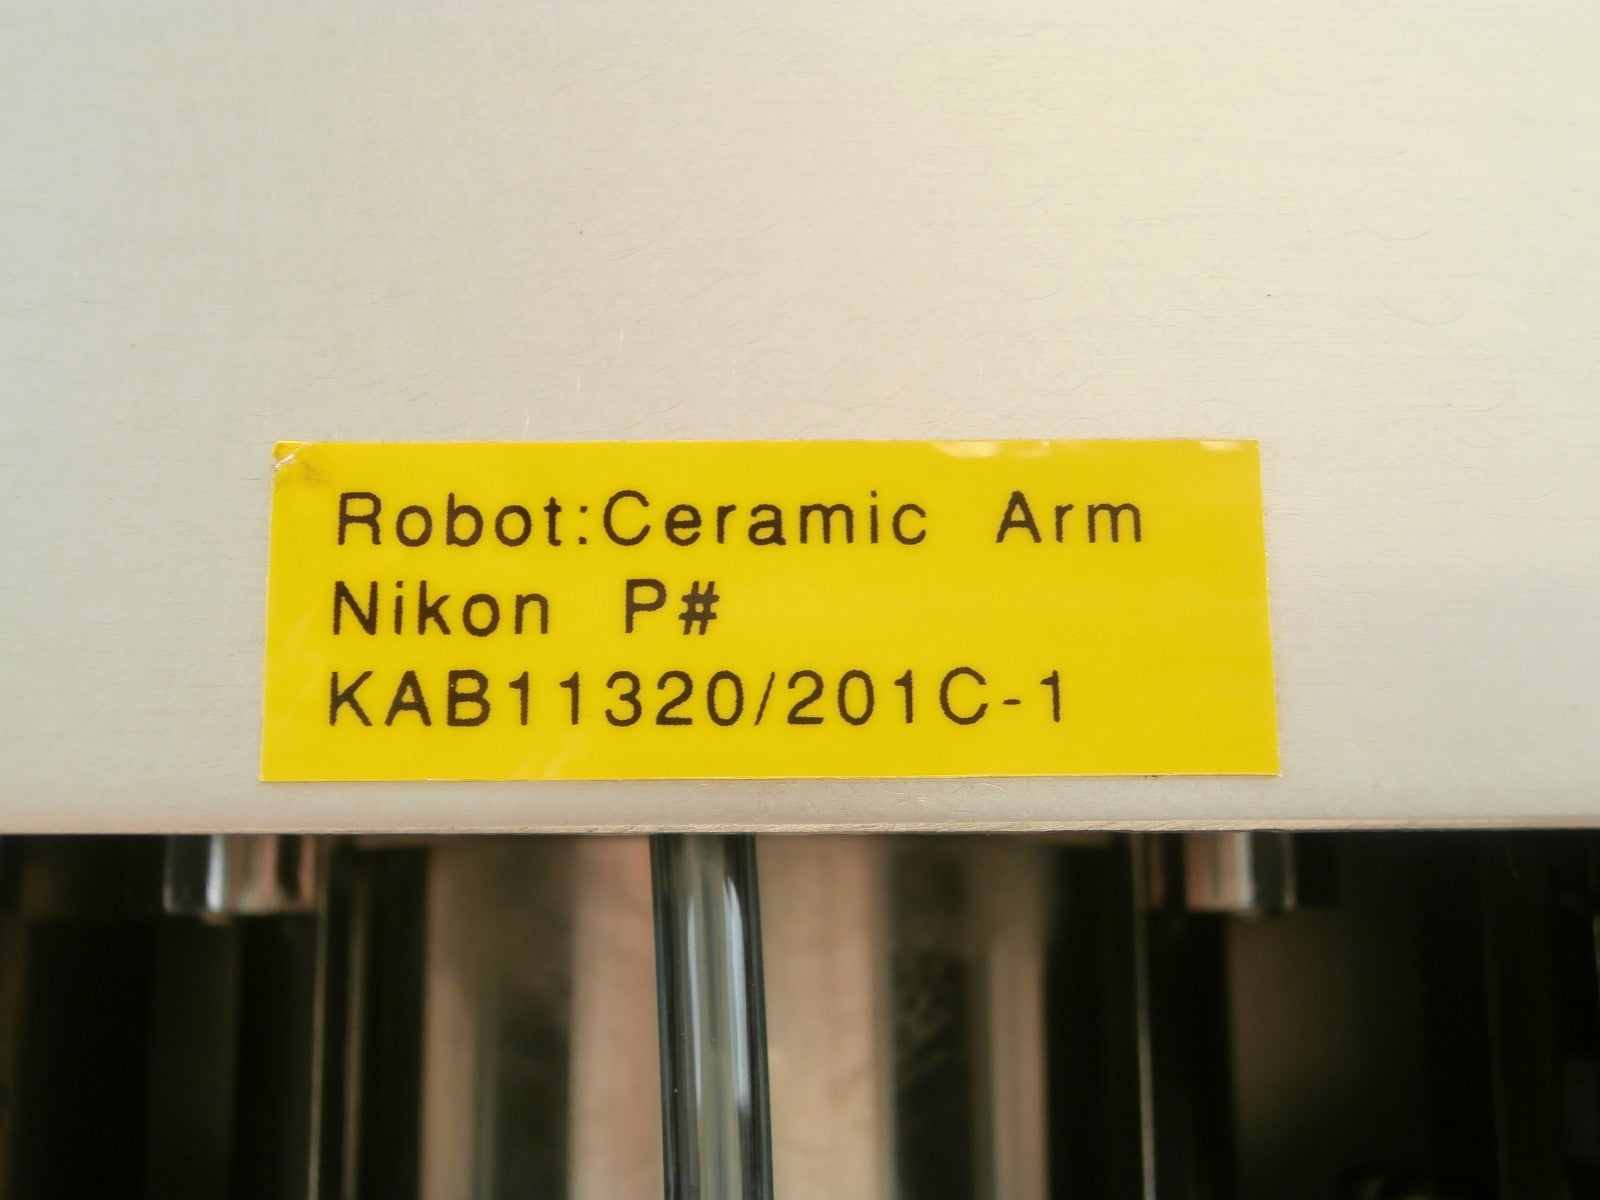 Robot:Ceramic Arm
Nikon P#
KAB11320/201C-1